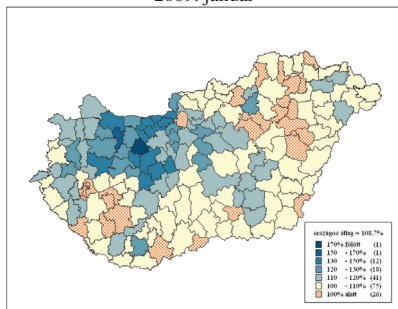 2009. január
országos átlag = 108,7%
170% fölött (1)
150 - 170% (1)
130 - 150% (12)
120 - 130% (18)
110 - 120% (41)
100 - 110% (75)
100% alatt (26)